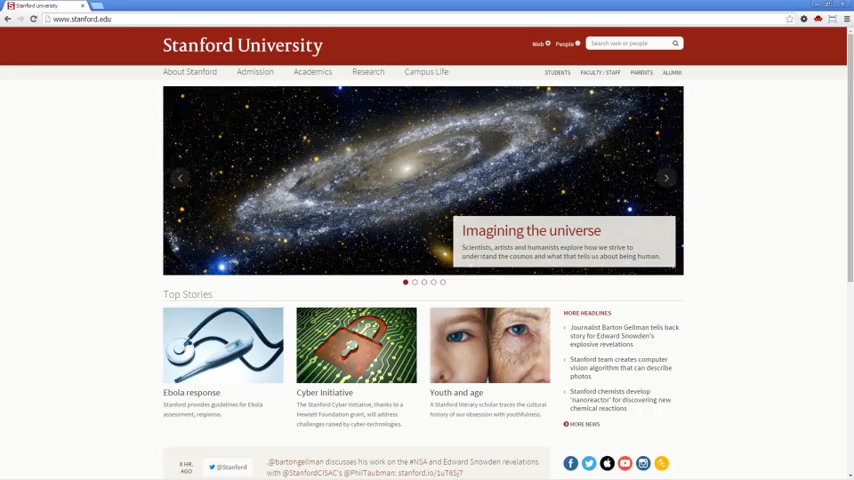 Stanford University
www.stanford.edu
Stanford University
Web
People
Search web or people
About Stanford
Admission
Academics
Research
Campus Life
STUDENTS
FACULTY / STAFF
PARENTS
ALUMNI
Imagining the universe
Scientists, artists and humanists explore how we strive to
understand the cosmos and what that tells us about being human.
Top Stories
Ebola response
Stanford provides guidelines for Ebola
assessment, response.
Cyber Initiative
The Stanford Cyber Initiative, thanks to a
Hewlett Foundation grant, will address
challenges raised by cyber-technologies.
Youth and age
A Stanford literary scholar traces the cultural
history of our obsession with youthfulness.
MORE HEADLINES
Journalist Barton Gellman tells back
story for Edward Snowden's
explosive revelations
Stanford team creates computer
vision algorithm that can describe
photos
Stanford chemists develop
'nanoreactor' for discovering new
chemical reactions
MORE NEWS
6 HR.
AGO
@Stanford
.@bartongellman discusses his work on the #NSA and Edward Snowden revelations
with @StanfordCISAC's @PhilTaubman: stanford.io/1uT6SJ7